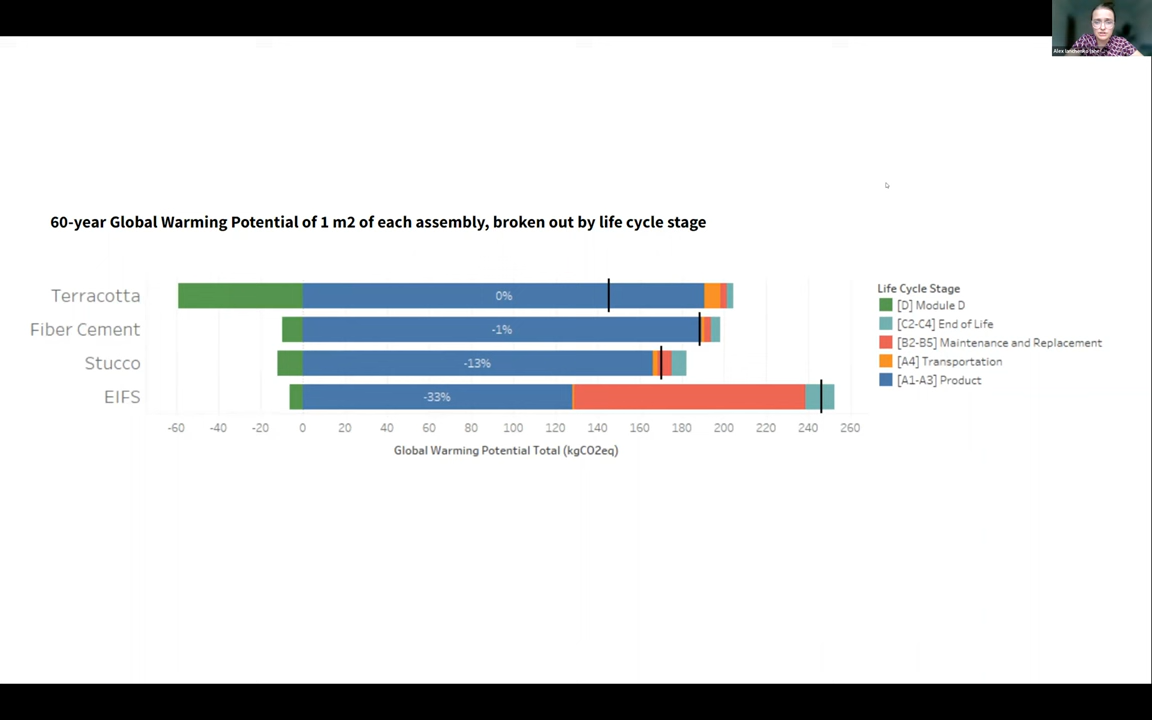 60-year Global Warming Potential of 1 m2 of each assembly, broken out by life cycle stage
Terracotta
0%
Fiber Cement
-1%
Stucco
-13%
EIFS
-33%
-60 -40 -20 0 20 40 60 80 100 120 140 160 180 200 220 240 260
Global Warming Potential Total (kgCO2eq)
Life Cycle Stage
[D] Module D
[C2-C4] End of Life
[B2-B5] Maintenance and Replacement
[A4] Transportation
[A1-A3] Product